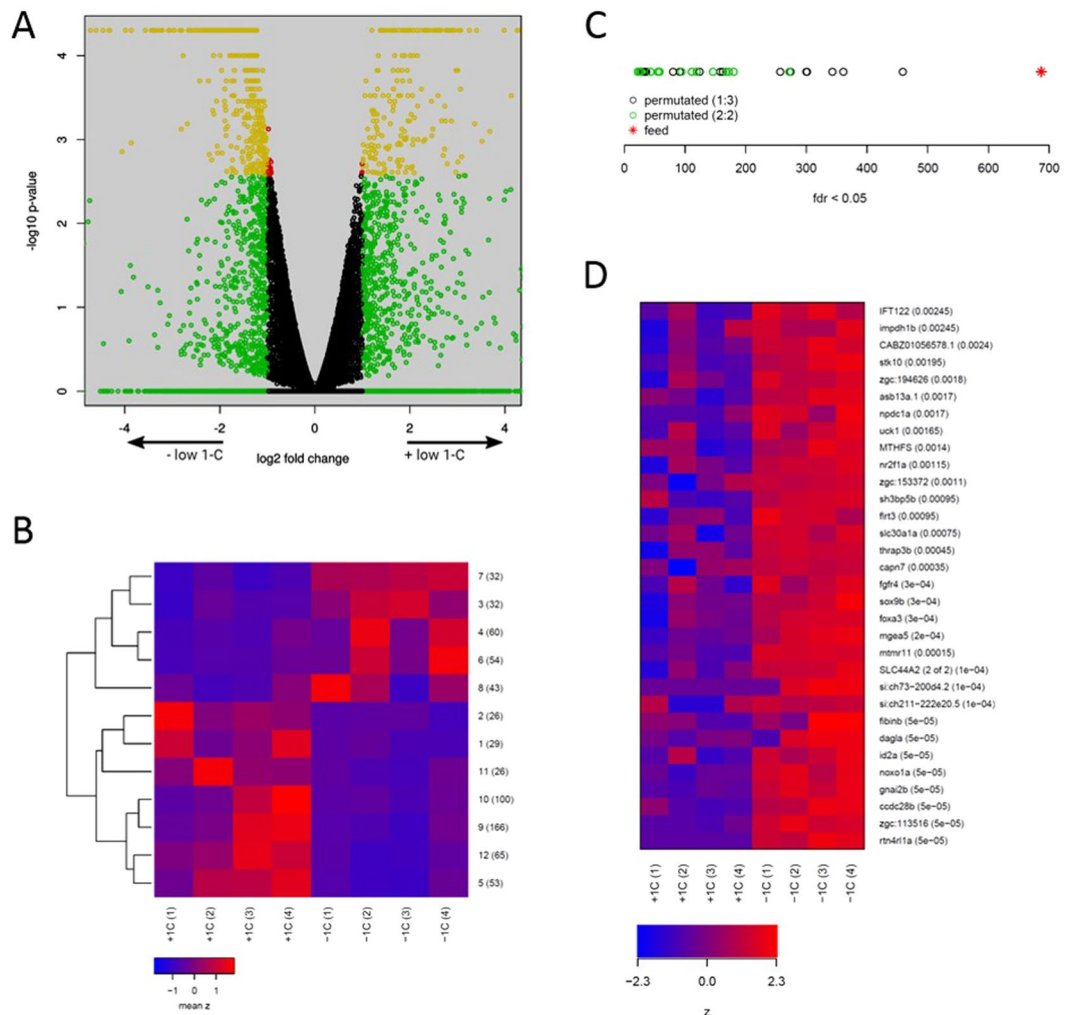 A
4
3
2
1
0
-log10 p-value
-4
-2
0
2
4
- low 1-C
log2 fold change
+ low 1-C
B
7 (32)
3 (32)
4 (60)
6 (54)
8 (43)
2 (26)
1 (29)
11 (26)
10 (100)
9 (166)
12 (65)
5 (53)
+1C (1)
+1C (2)
+1C (3)
+1C (4)
−1C (1)
−1C (2)
−1C (3)
−1C (4)
−1
0
1
mean z
C
permutated (1:3)
permutated (2:2)
feed
0
100
200
300
400
500
600
700
fdr < 0.05
D
IFT122 (0.00245)
impdh1b (0.00245)
CABZ01056578.1 (0.0024)
stk10 (0.00195)
zgc:194626 (0.0018)
asb13a.1 (0.0017)
npdc1a (0.0017)
uck1 (0.00165)
MTHFS (0.0014)
nr2f1a (0.00115)
zgc:153372 (0.0011)
sh3bp5b (0.00095)
flrt3 (0.00095)
slc30a1a (0.00075)
thrap3b (0.00045)
capn7 (0.00035)
fgfr4 (3e−04)
sox9b (3e−04)
foxa3 (3e−04)
mgea5 (2e−04)
mtmr11 (0.00015)
SLC44A2 (2 of 2) (1e−04)
si:ch73−200d4.2 (1e−04)
si:ch211−222e20.5 (1e−04)
fibinb (5e−05)
dagla (5e−05)
id2a (5e−05)
noxo1a (5e−05)
gnai2b (5e−05)
ccdc28b (5e−05)
zgc:113516 (5e−05)
rtn4rl1a (5e−05)
+1C (1)
+1C (2)
+1C (3)
+1C (4)
−1C (1)
−1C (2)
−1C (3)
−1C (4)
−2.3
0.0
2.3
z